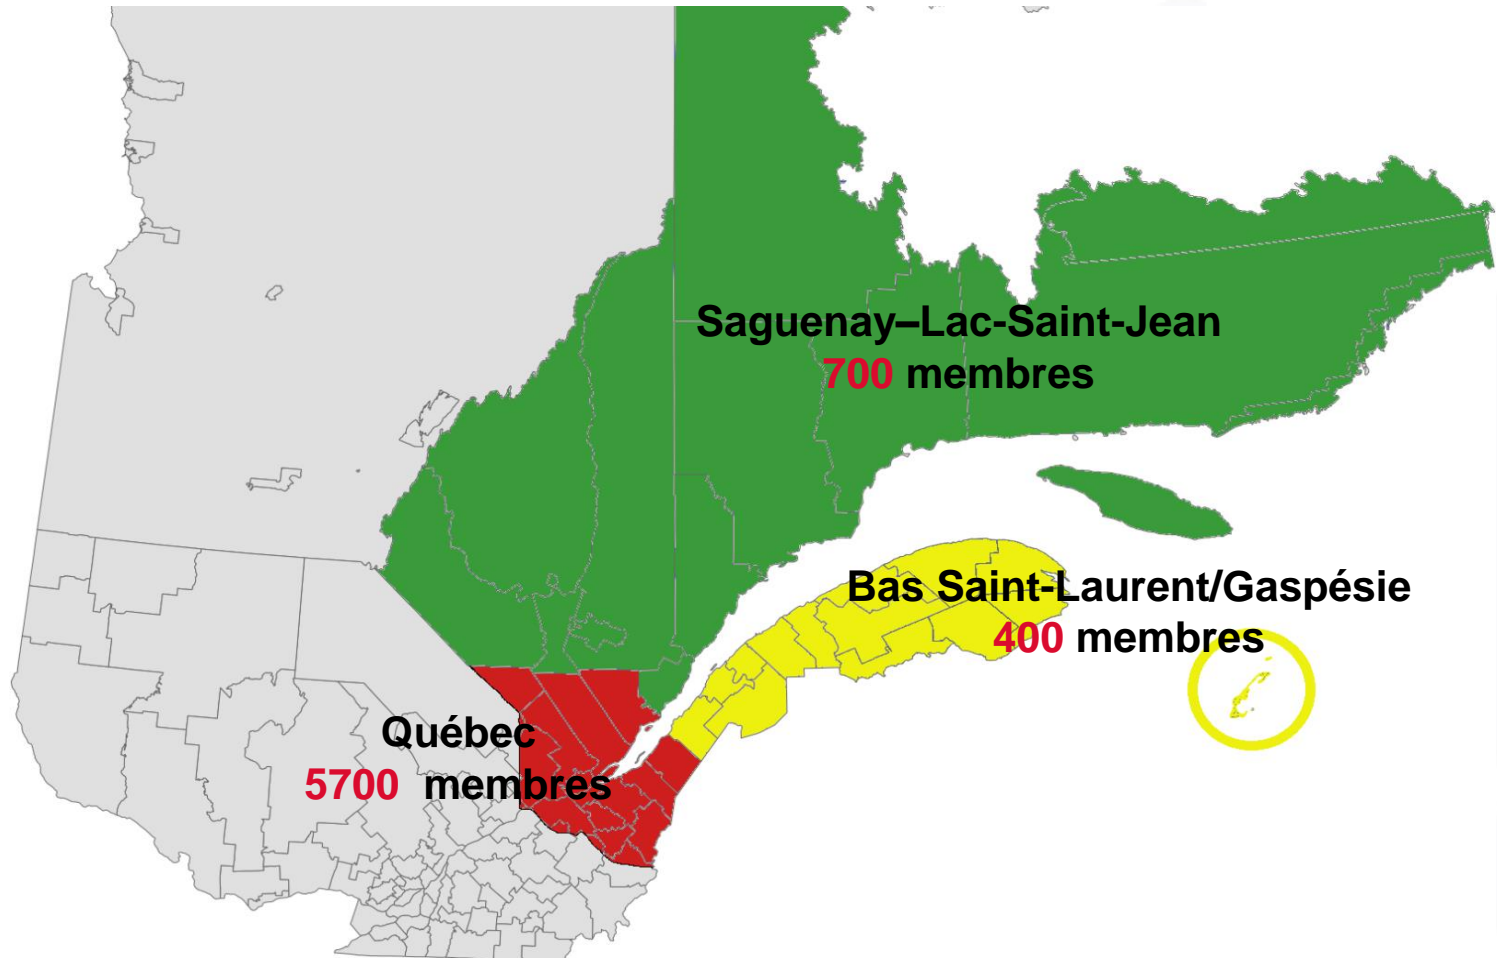 Saguenay–Lac-Saint-Jean
700 membres
Bas Saint-Laurent/Gaspésie
400 membres
Québec
5700 membres